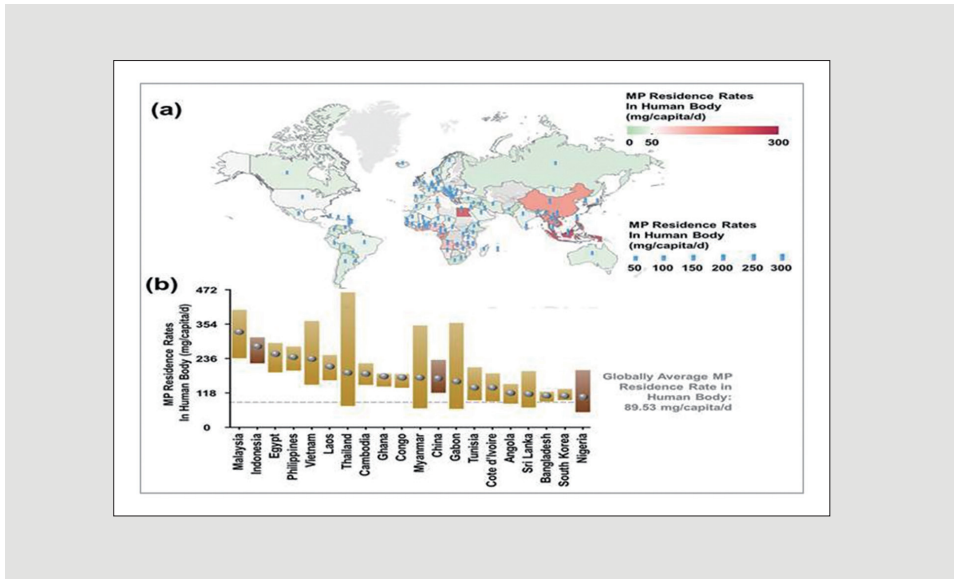 (a)
MP Residence Rates
In Human Body
(mg/capita/d)
0 50 300
MP Residence Rates
In Human Body
(mg/capita/d)
50 100 150 200 250 300
(b)
MP Residence Rates
In Human Body (mg/capita/d)
472
354
236
118
0
Globally Average MP
Residence Rate in
Human Body:
89.53 mg/capita/d
Malaysia
Indonesia
Egypt
Philippines
Vietnam
Laos
Thailand
Cambodia
Ghana
Congo
Myanmar
China
Gabon
Tunisia
Cote d'Ivoire
Angola
Sri Lanka
Bangladesh
South Korea
Nigeria